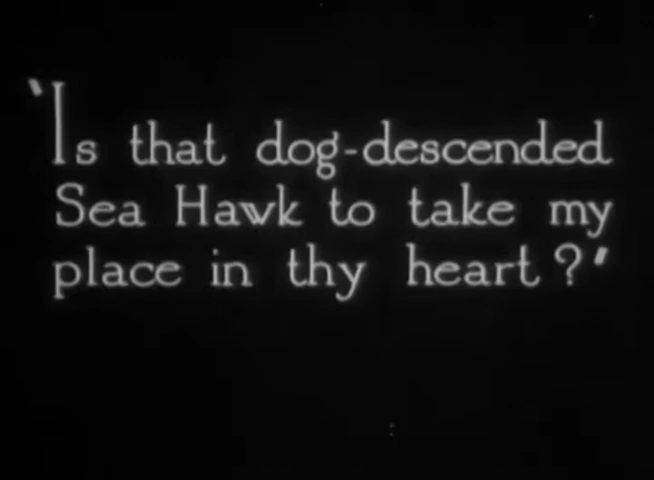 "Is that dog-descended
Sea Hawk to take my
place in thy heart?"